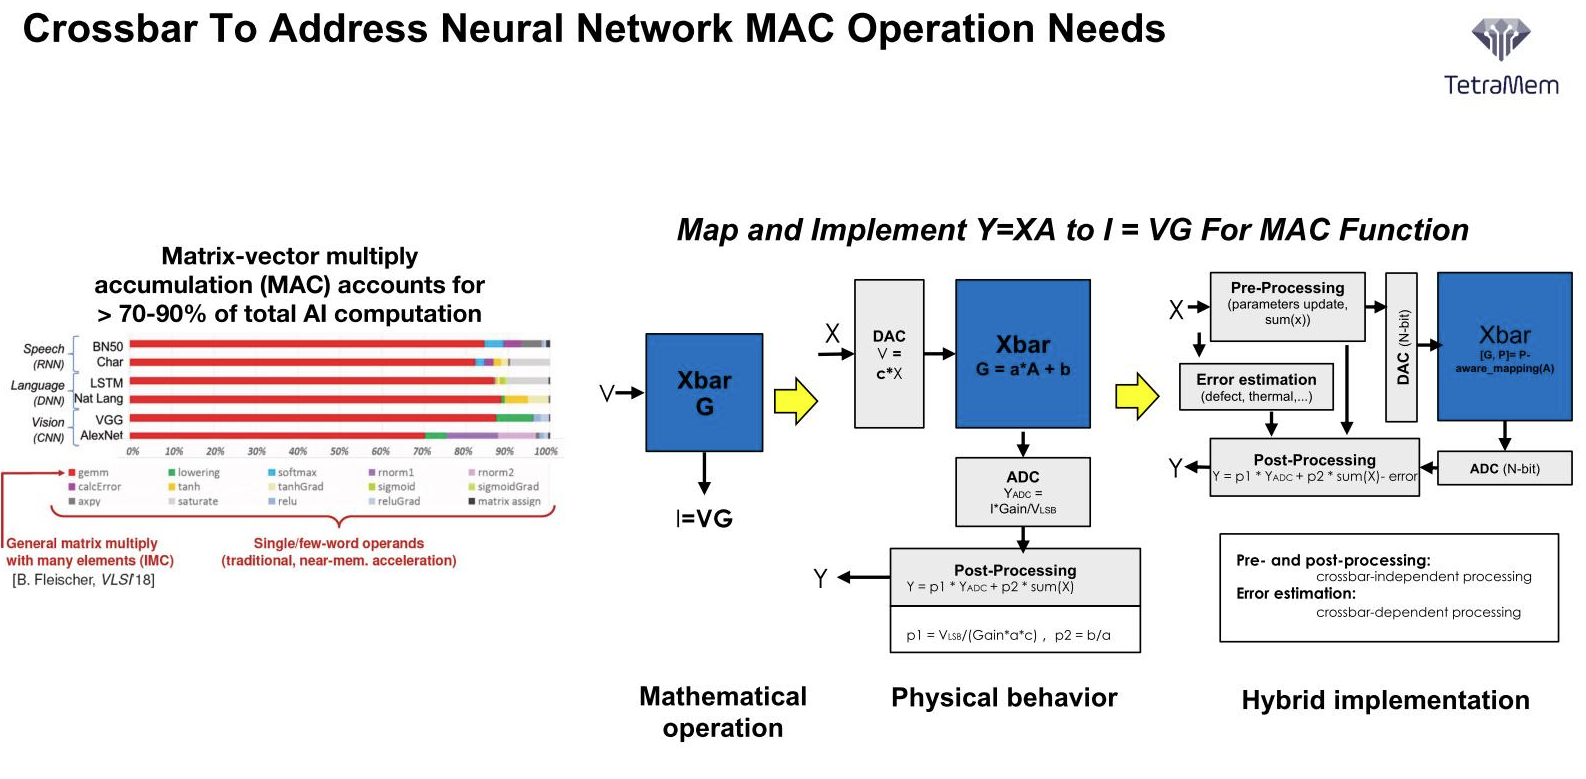 Crossbar To Address Neural Network MAC Operation Needs
TetraMem
Matrix-vector multiply
accumulation (MAC) accounts for
> 70-90% of total AI computation
Speech
(RNN)
BN50
Char
Language
(DNN)
LSTM
Nat Lang
Vision
(CNN)
VGG
AlexNet
0% 10% 20% 30% 40% 50% 60% 70% 80% 90% 100%
gemm lowering softmax rnorm1 rnorm2
calcError tanh tanhGrad sigmoid sigmoidGrad
axpy saturate relu reluGrad matrix assign
General matrix multiply
with many elements (IMC)
[B. Fleischer, VLSI'18]
Single/few-word operands
(traditional, near-mem. acceleration)
Map and Implement Y=XA to I = VG For MAC Function
V
Xbar
G
I=VG
Mathematical
operation
X
DAC
V =
c*X
Xbar
G = a*A + b
ADC
YADC =
I*Gain/VLSB
Y
Post-Processing
Y = p1 * YADC + p2 * sum(X)
p1 = VLSB/(Gain*a*c) , p2 = b/a
Physical behavior
X
Pre-Processing
(parameters update,
sum(x))
DAC (N-bit)
Xbar
[G, P]= P-
aware_mapping(A)
Error estimation
(defect, thermal,...)
Y
Post-Processing
Y = p1 * YADC + p2 * sum(X)- error
ADC (N-bit)
Pre- and post-processing:
crossbar-independent processing
Error estimation:
crossbar-dependent processing
Hybrid implementation